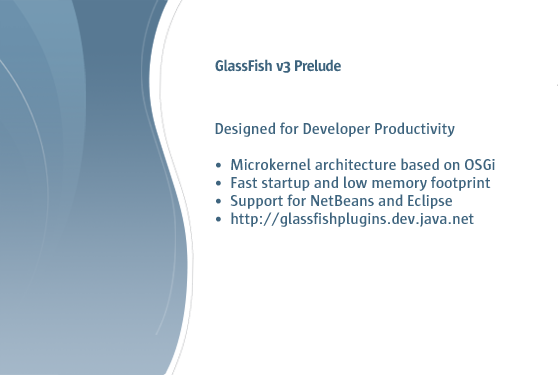 GlassFish v3 Prelude
Designed for Developer Productivity
• Microkernel architecture based on OSGi
• Fast startup and low memory footprint
• Support for NetBeans and Eclipse
• http://glassfishplugins.dev.java.net